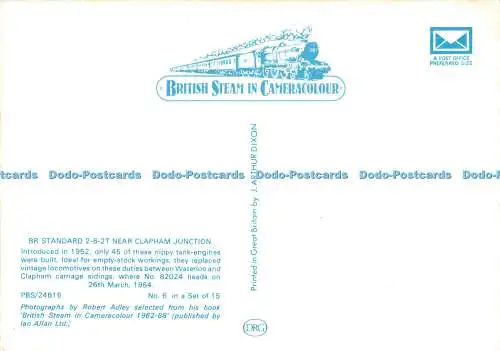 BRITISH STEAM IN CAMERACOLOUR
A POST OFFICE
PREFERRED SIZE
Printed in Great Britain by J. ARTHUR DIXON
Dodo-Postcards Dodo-Postcards Dodo-Postcards Dodo-Postcards Dodo-Postcards
BR STANDARD 2-6-2T NEAR CLAPHAM JUNCTION
Introduced in 1952, only 45 of these nippy tank-engines
were built. Ideal for empty-stock workings, they replaced
vintage locomotives on these duties between Waterloo and
Clapham carriage sidings, where No. 82024 heads on
26th March, 1964.
PBS/24616 No. 6 in a Set of 15
Photographs by Robert Adley selected from his book
'British Steam in Cameracolour 1962-68' (published by
Ian Allan Ltd.)
DRG